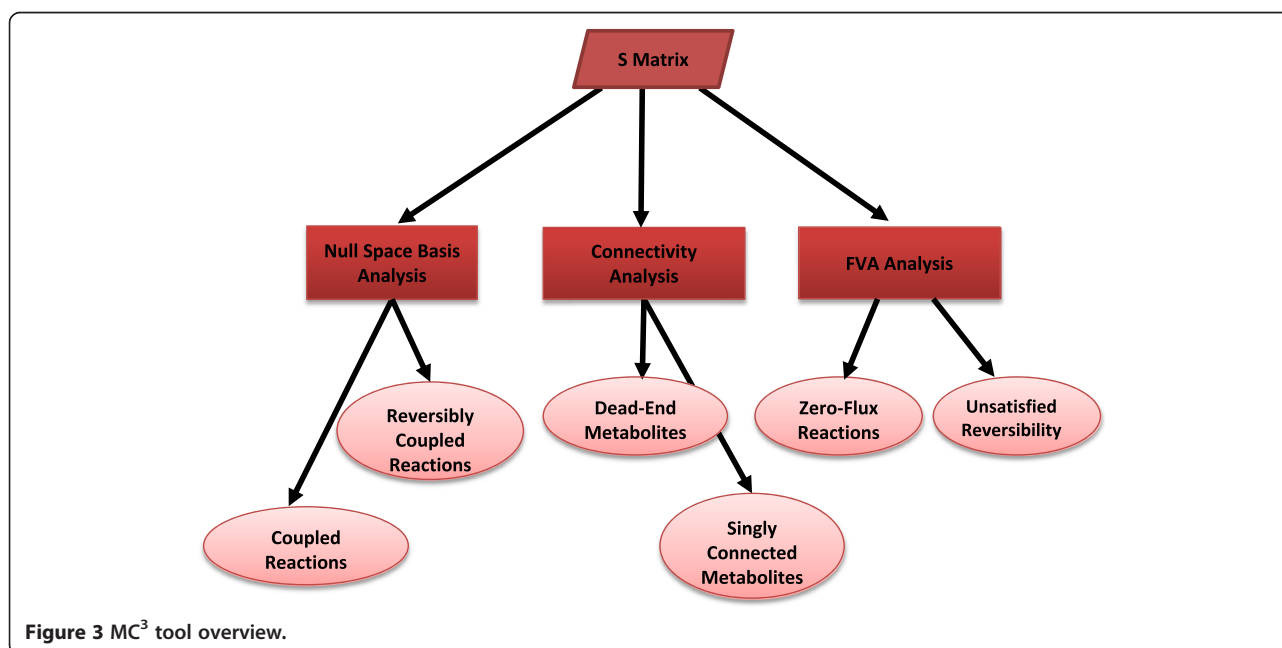 S Matrix
Null Space Basis
Analysis
Connectivity
Analysis
FVA Analysis
Reversibly
Coupled
Reactions
Dead-End
Metabolites
Zero-Flux
Reactions
Unsatisfied
Reversibility
Coupled
Reactions
Singly
Connected
Metabolites
Figure 3 MC³ tool overview.